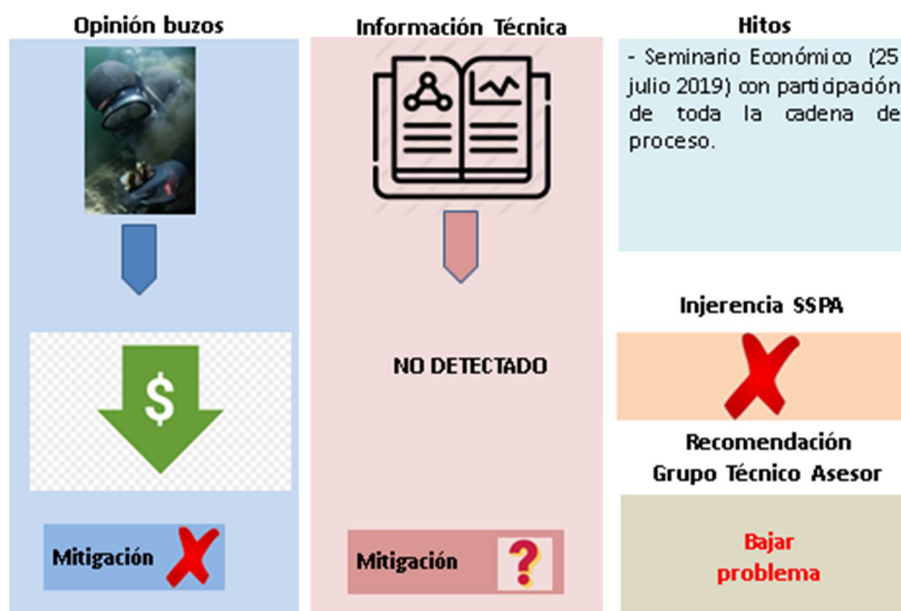 Opinión buzos
Información Técnica
Hitos
- Seminario Económico (25
julio 2019) con participación
de toda la cadena de
proceso.
$
NO DETECTADO
Injerencia SSPA
Recomendación
Grupo Técnico Asesor
Mitigación
Mitigación
?
Bajar
problema